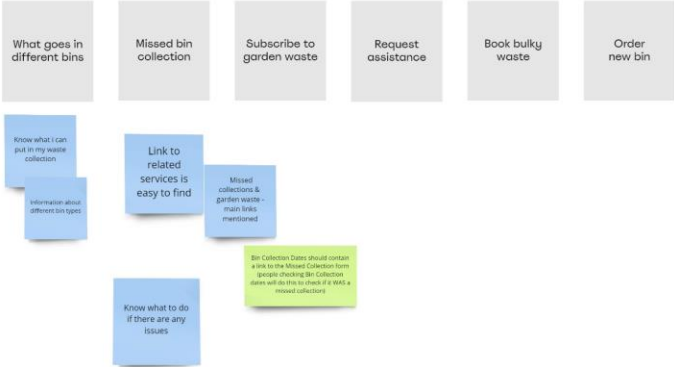 What goes in
different bins
Missed bin
collection
Subscribe to
garden waste
Request
assistance
Book bulky
waste
Order
new bin
Know what i can
put in my waste
collection
Information about
different bin types
Link to
related
services is
easy to find
Missed
collections &
garden waste -
main links
mentioned
Bin Collection Dates should contain
a link to the Missed Collection form
(people checking Bin Collection
dates will do this to check if it WAS a
missed collection)
Know what to do
if there are any
issues